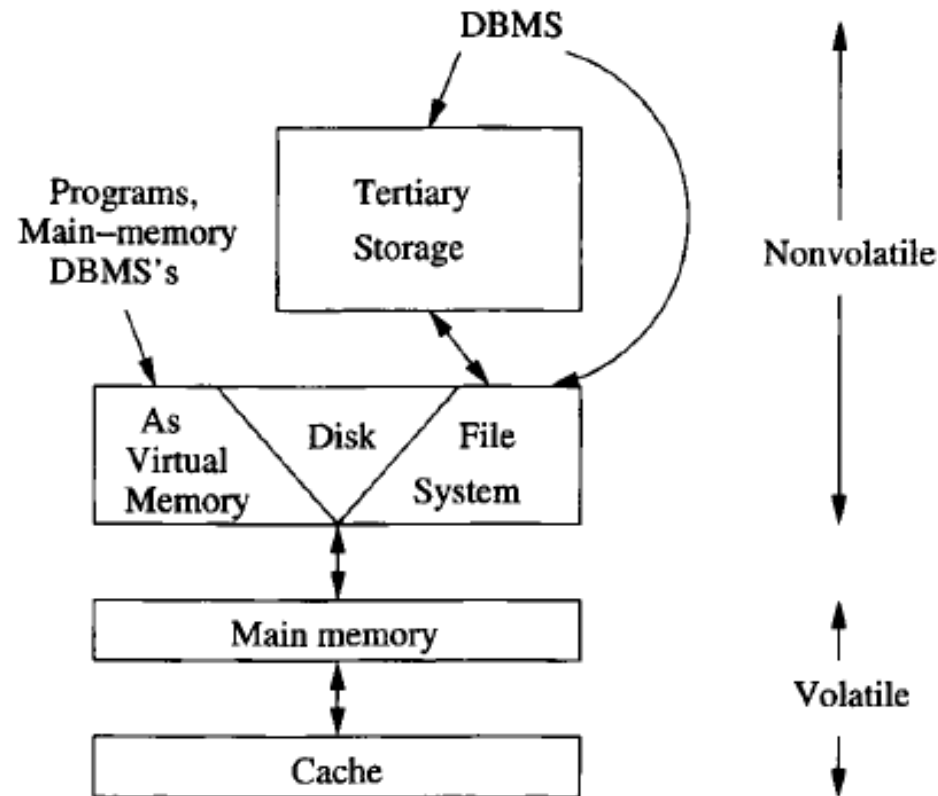 DBMS
Programs,
Main-memory
DBMS's
Tertiary
Storage
Nonvolatile
As
Virtual
Memory
Disk
File
System
Main memory
Volatile
Cache